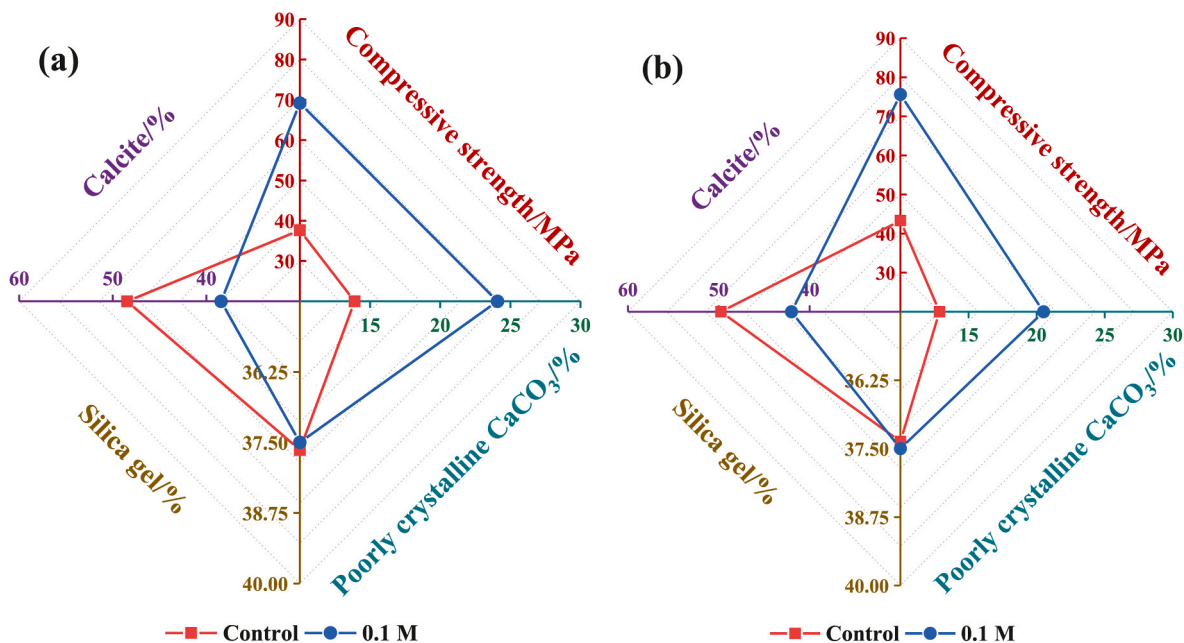 (a)
90
80
70
60
50
40
30
Compressive strength/MPa
Calcite/%
60
50
40
15
20
25
30
36.25
37.50
38.75
40.00
Silica gel/%
Poorly crystalline CaCO₃/%
Control
0.1 M
(b)
90
80
70
60
50
40
30
Compressive strength/MPa
Calcite/%
60
50
40
15
20
25
30
36.25
37.50
38.75
40.00
Silica gel/%
Poorly crystalline CaCO₃/%
Control
0.1 M